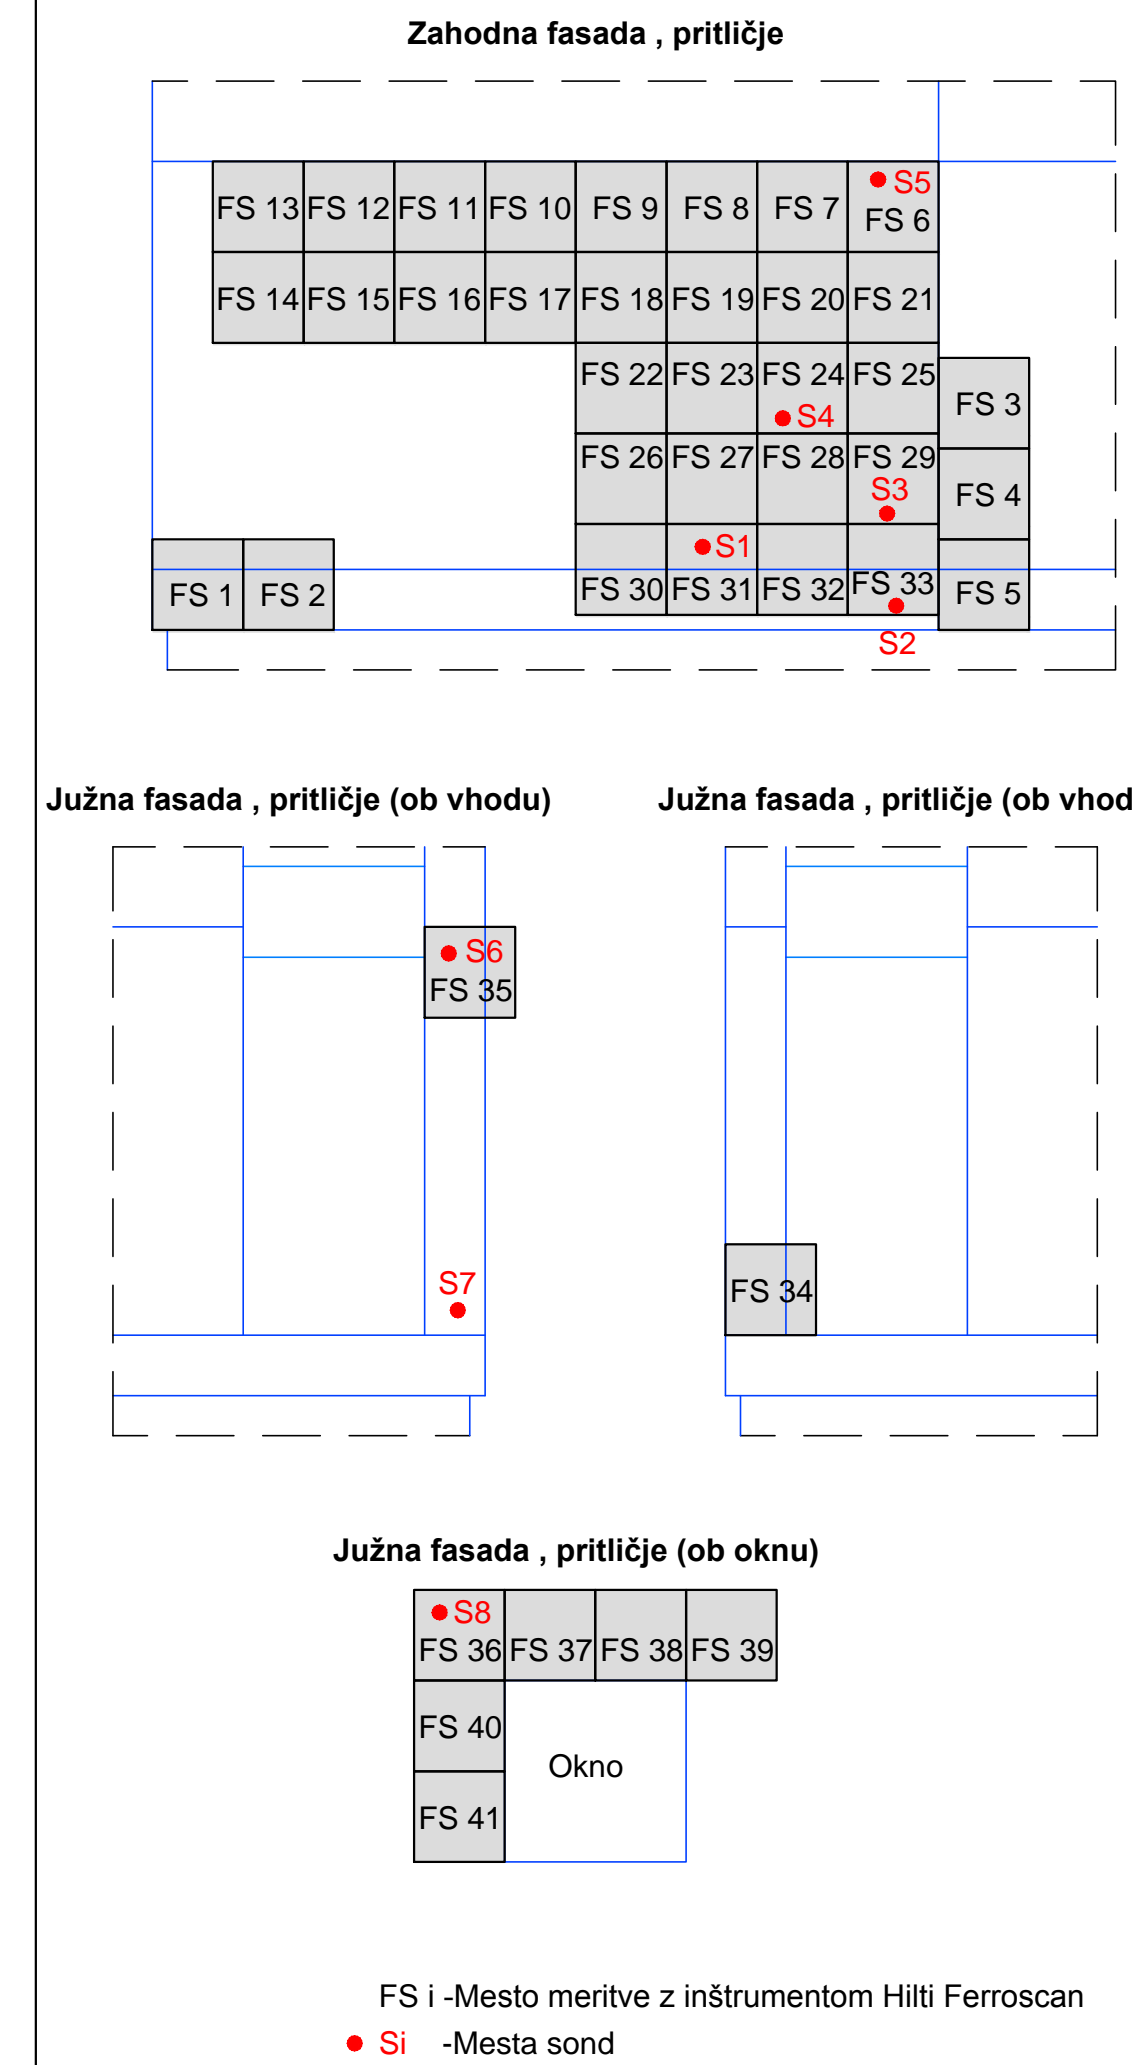 Zahodna fasada , pritličje
S5
FS 13 FS 12 FS 11 FS 10 FS 9 FS 8 FS 7 FS 6
FS 14 FS 15 FS 16 FS 17 FS 18 FS 19 FS 20 FS 21
FS 22 FS 23 FS 24 FS 25
FS 3
S4
FS 26 FS 27 FS 28 FS 29
S3
FS 4
S1
FS 1 FS 2 FS 30 FS 31 FS 32 FS 33 FS 5
S2
Južna fasada , pritličje (ob vhodu)
Južna fasada , pritličje (ob vhod
S6
FS 35
S7
FS 34
Južna fasada , pritličje (ob oknu)
S8
FS 36 FS 37 FS 38 FS 39
FS 40
Okno
FS 41
FS i -Mesto meritve z inštrumentom Hilti Ferroscan
Si -Mesta sond